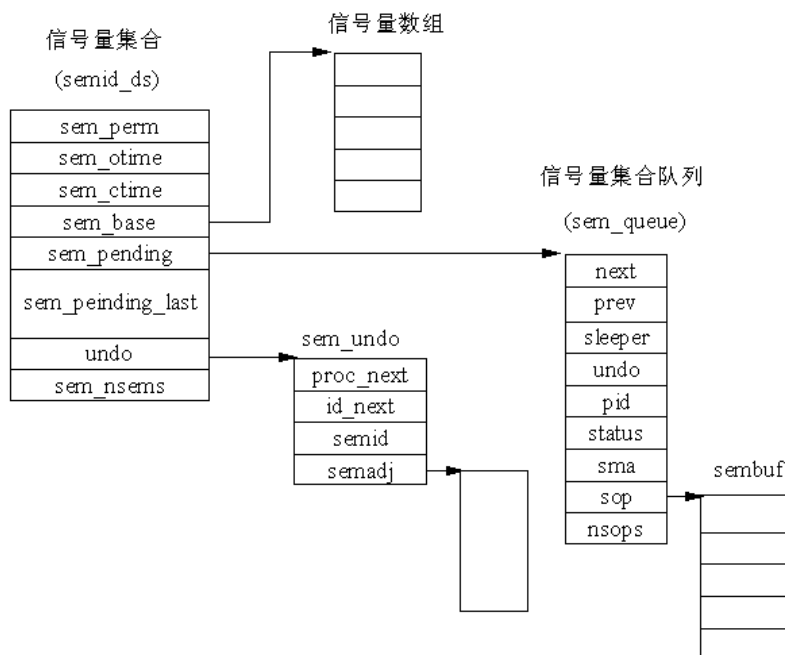 信号量集合
(semid_ds)
sem_perm
sem_otime
sem_ctime
sem_base
sem_pending
sem_peinding_last
undo
sem_nsems
信号量数组
sem_undo
proc_next
id_next
semid
semadj
信号量集合队列
(sem_queue)
next
prev
sleeper
undo
pid
status
sma
sop
nsops
sembuf